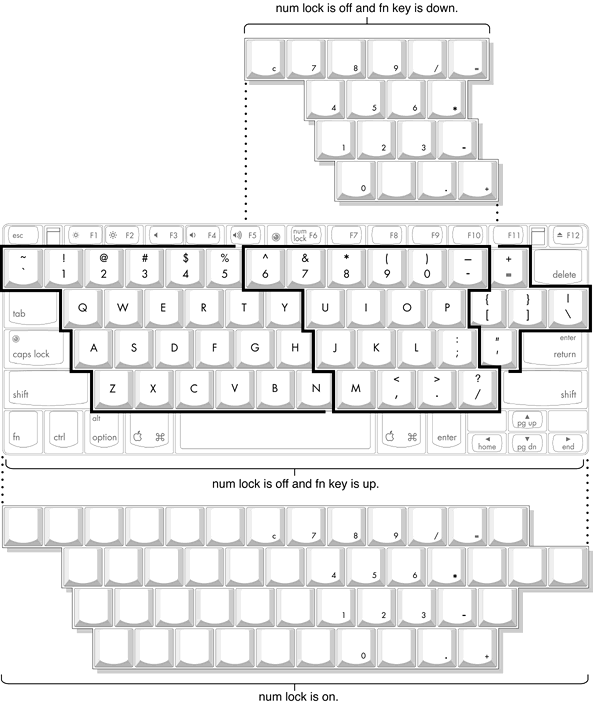 num lock is off and fn key is down.
c 7 8 9 / =
4 5 6 *
1 2 3 -
0 . +
esc F1 F2 F3 F4 F5 num lock F6 F7 F8 F9 F10 F11 F12
~ ! @ # $ % ^ & * ( ) — +
` 1 2 3 4 5 6 7 8 9 0 - = delete
tab Q W E R T Y U I O P { [ } ] | \
caps lock A S D F G H J K L : ; " ' enter return
shift Z X C V B N M < , > . ? / shift
fn ctrl alt option ⌘ ⌘ enter home pg up pg dn end
num lock is off and fn key is up.
c 7 8 9 / =
4 5 6 *
1 2 3 -
0 . +
num lock is on.